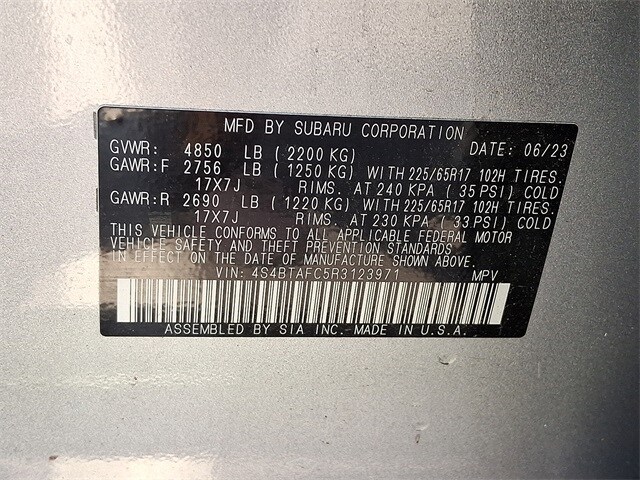 MFD BY SUBARU CORPORATION
GVWR: 4850 LB ( 2200 KG) DATE: 06/23
GAWR:F 2756 LB ( 1250 KG) WITH 225/65R17 102H TIRES.
17X7J RIMS. AT 240 KPA ( 35 PSI) COLD
GAWR:R 2690 LB ( 1220 KG) WITH 225/65R17 102H TIRES.
17X7J RIMS. AT 230 KPA ( 33 PSI) COLD
THIS VEHICLE CONFORMS TO ALL APPLICABLE FEDERAL MOTOR
VEHICLE SAFETY AND THEFT PREVENTION STANDARDS
IN EFFECT ON THE DATE OF MANUFACTURE SHOWN ABOVE.
VIN: 4S4BTAFC5R3123971 MPV
ASSEMBLED BY SIA INC.-MADE IN U.S.A.